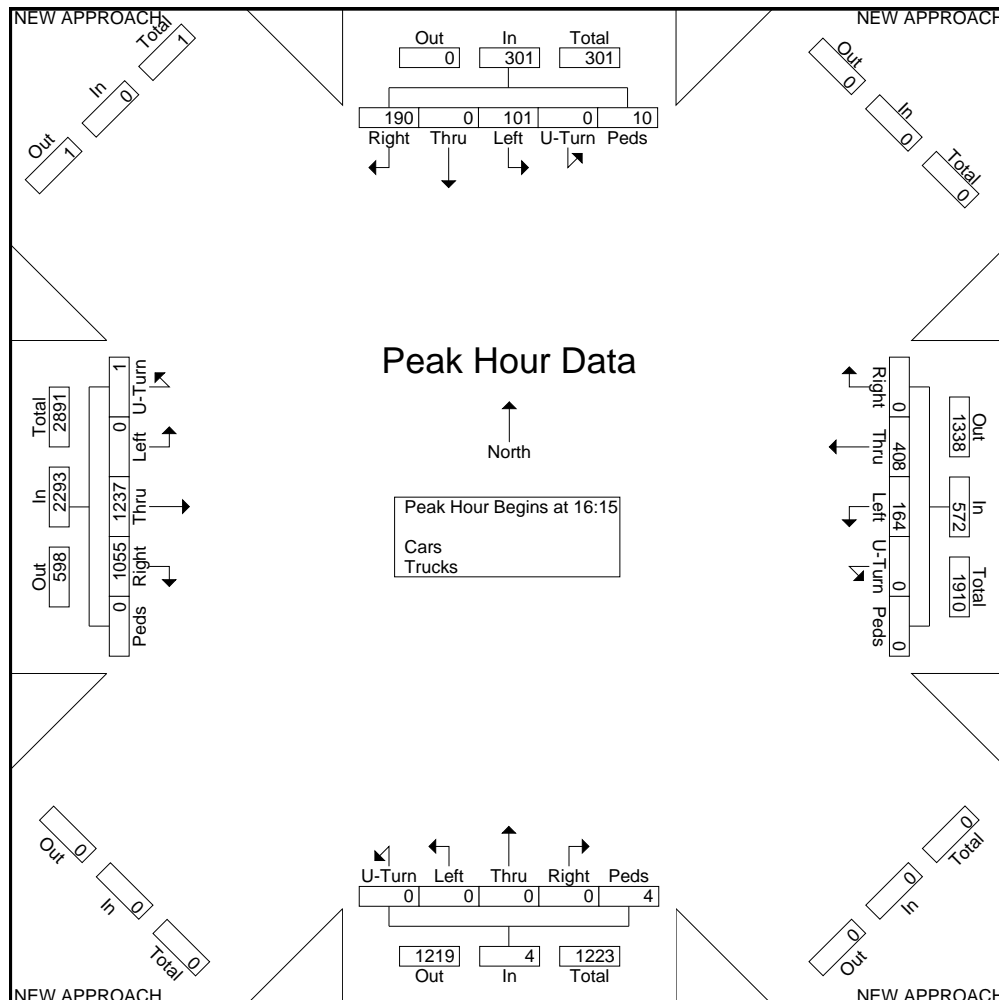 NEW APPROACH
NEW APPROACH
Total
1
In
0
Out
1
Out In Total
0 301 301
190 0 101 0 10
Right Thru Left U-Turn Peds
Out
0
In
0
Total
0
Peak Hour Data
North
Peak Hour Begins at 16:15
Cars
Trucks
Out In Total
598 2293 2891
Peds Right Thru Left U-Turn
0 1055 1237 0 1
Out In Total
1338 572 1910
Right Thru Left U-Turn Peds
0 408 164 0 0
Out
0
In
0
Total
0
U-Turn Left Thru Right Peds
0 0 0 0 4
1219 4 1223
Out In Total
0
Total
0
In
0
Out
NEW APPROACH
NEW APPROACH